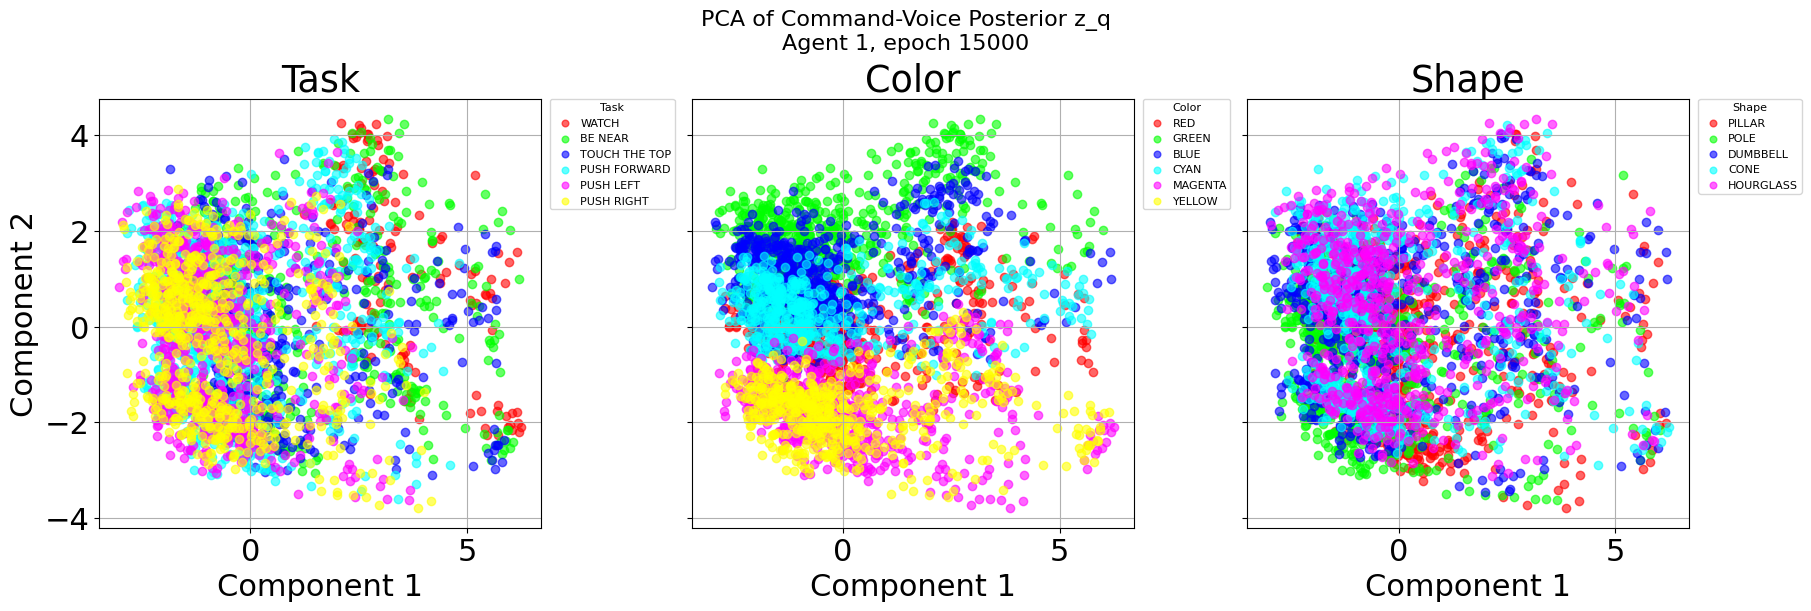 PCA of Command-Voice Posterior z_q
Agent 1, epoch 15000
Task
Component 2
4
2
0
−2
−4
0 5
Component 1
Task
WATCH
BE NEAR
TOUCH THE TOP
PUSH FORWARD
PUSH LEFT
PUSH RIGHT
Color
0 5
Component 1
Color
RED
GREEN
BLUE
CYAN
MAGENTA
YELLOW
Shape
0 5
Component 1
Shape
PILLAR
POLE
DUMBBELL
CONE
HOURGLASS